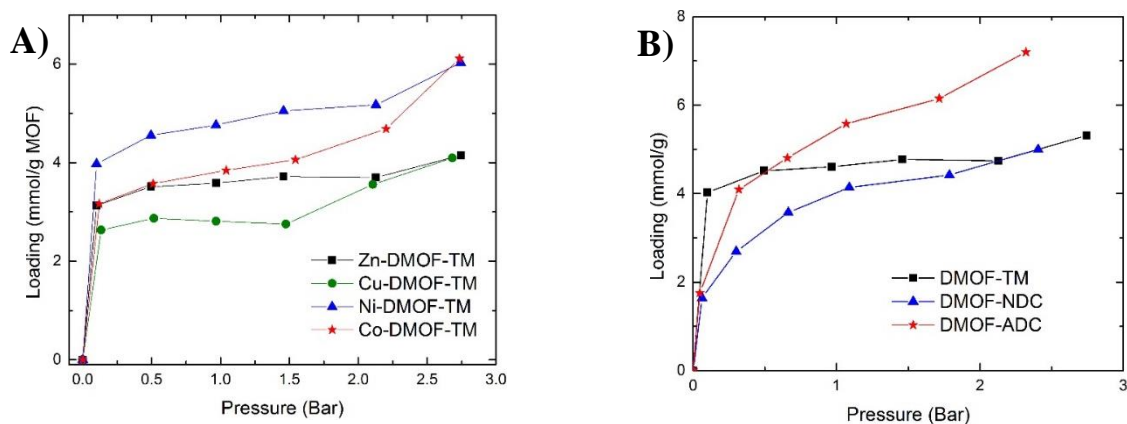 A)
Loading (mmol/g MOF)
6
4
2
0
Zn-DMOF-TM
Cu-DMOF-TM
Ni-DMOF-TM
Co-DMOF-TM
0.0 0.5 1.0 1.5 2.0 2.5 3.0
Pressure (Bar)
B)
Loading (mmol/g)
8
6
4
2
0
DMOF-TM
DMOF-NDC
DMOF-ADC
0 1 2 3
Pressure (Bar)